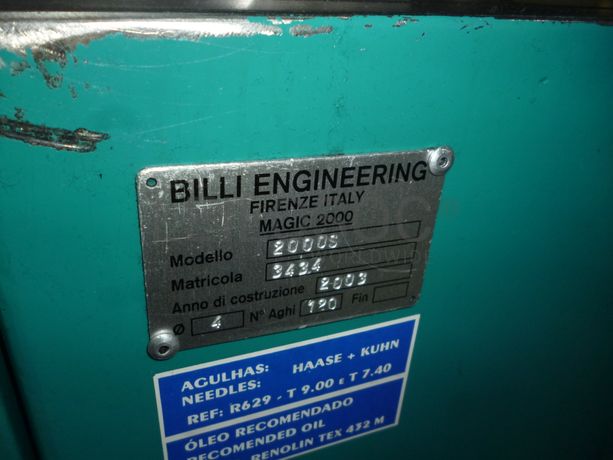 BILLI ENGINEERING
FIRENZE ITALY
MAGIC 2000
Modello 2000S
Matricola 3434
Anno di costruzione 2003
Ø 4 N° Aghi 120 Fin
AGULHAS: HAASE + KUHN
NEEDLES:
REF: R629 - T 9.00 E T 7.40
ÓLEO RECOMENDADO
RECOMENDED OIL
RENOLIN TEX 432 M